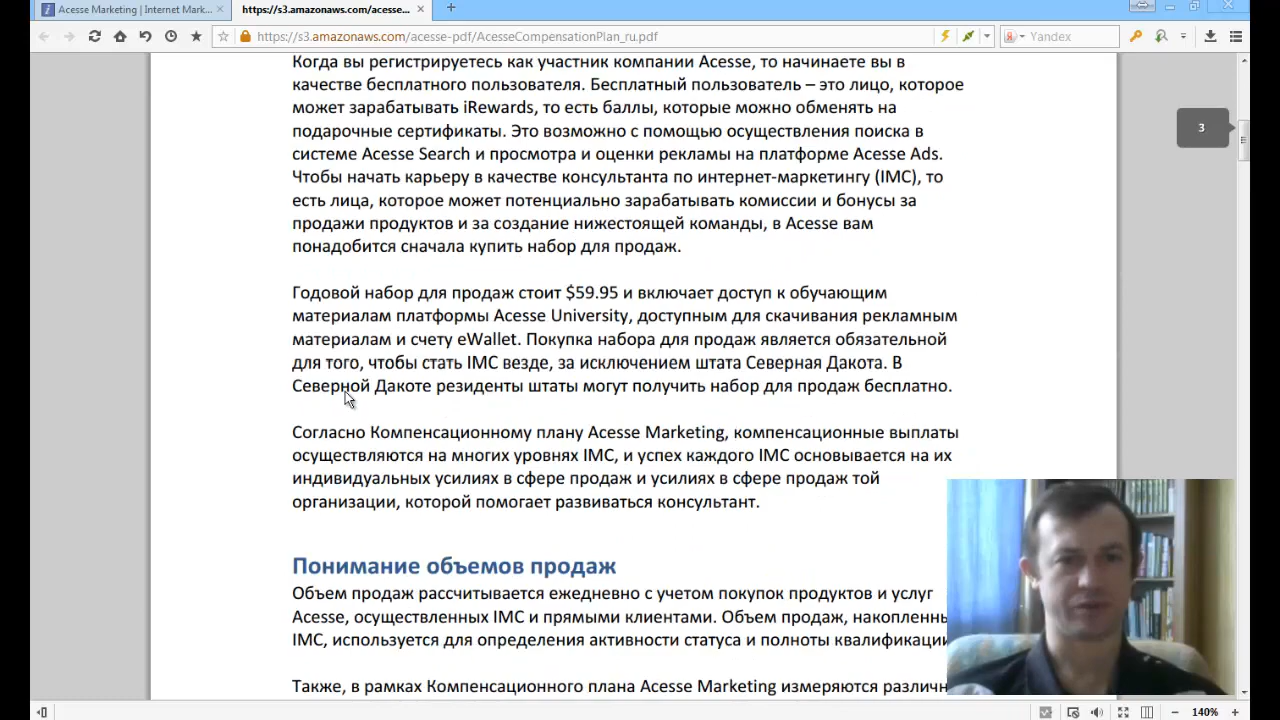 Acesse Marketing | Internet Mark...
https://s3.amazonaws.com/acesse...
https://s3.amazonaws.com/acesse-pdf/AcesseCompensationPlan_ru.pdf
Yandex
Когда вы регистрируетесь как участник компании Acesse, то начинаете вы в
качестве бесплатного пользователя. Бесплатный пользователь – это лицо, которое
может зарабатывать iRewards, то есть баллы, которые можно обменять на
подарочные сертификаты. Это возможно с помощью осуществления поиска в
системе Acesse Search и просмотра и оценки рекламы на платформе Acesse Ads.
Чтобы начать карьеру в качестве консультанта по интернет-маркетингу (IMC), то
есть лица, которое может потенциально зарабатывать комиссии и бонусы за
продажи продуктов и за создание нижестоящей команды, в Acesse вам
понадобится сначала купить набор для продаж.
3
Годовой набор для продаж стоит $59.95 и включает доступ к обучающим
материалам платформы Acesse University, доступным для скачивания рекламным
материалам и счету eWallet. Покупка набора для продаж является обязательной
для того, чтобы стать IMC везде, за исключением штата Северная Дакота. В
Северной Дакоте резиденты штаты могут получить набор для продаж бесплатно.
Согласно Компенсационному плану Acesse Marketing, компенсационные выплаты
осуществляются на многих уровнях IMC, и успех каждого IMC основывается на их
индивидуальных усилиях в сфере продаж и усилиях в сфере продаж той
организации, которой помогает развиваться консультант.
Понимание объемов продаж
Объем продаж рассчитывается ежедневно с учетом покупок продуктов и услуг
Acesse, осуществленных IMC и прямыми клиентами. Объем продаж, накопленнь
IMC, используется для определения активности статуса и полноты квалификации
Также, в рамках Компенсационного плана Acesse Marketing измеряются различн
140%